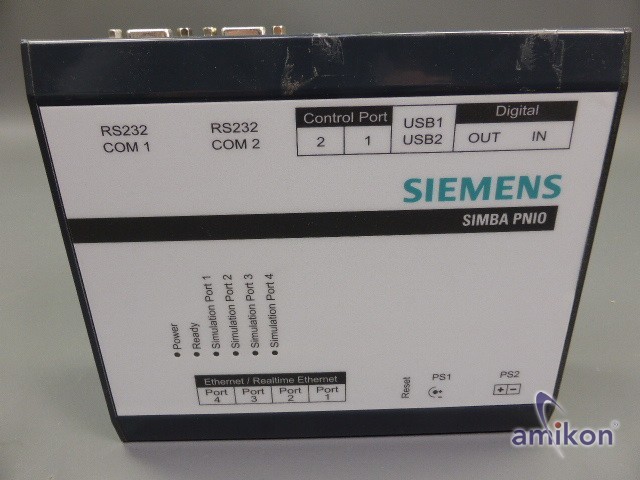 RS232
COM 1
RS232
COM 2
Control Port
2 1
USB1
USB2
Digital
OUT IN
SIEMENS
SIMBA PNIO
Power
Ready
Simulation Port 1
Simulation Port 2
Simulation Port 3
Simulation Port 4
Ethernet / Realtime Ethernet
Port 4
Port 3
Port 2
Port 1
Reset
PS1
PS2
+ −
amikon®